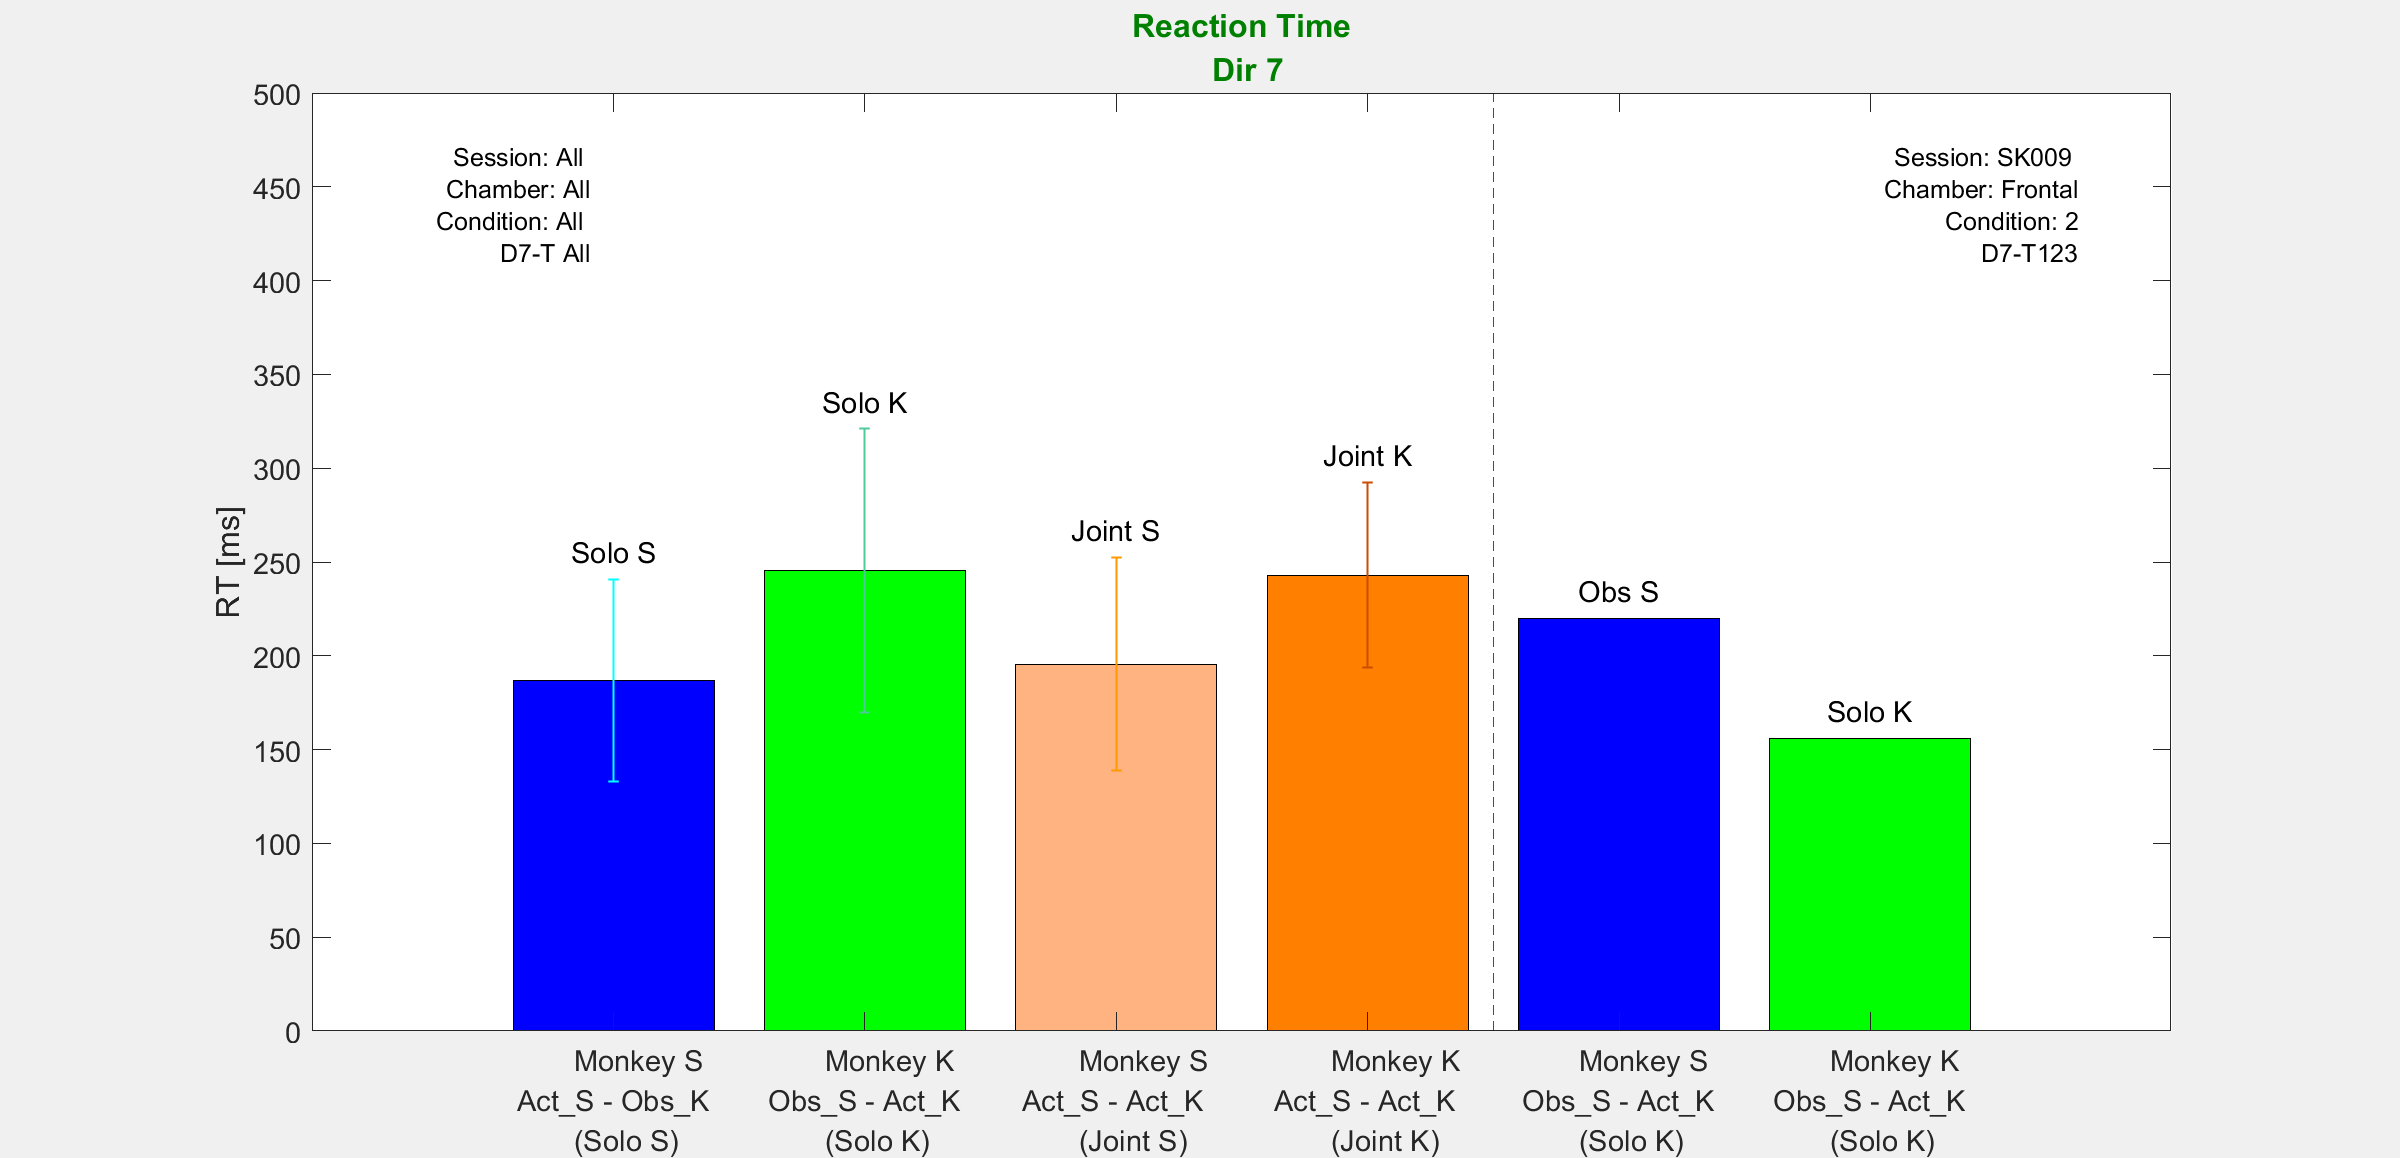 Reaction Time
Dir 7
500
450
400
350
300
250
200
150
100
50
0
RT [ms]
Session: All
Chamber: All
Condition: All
D7-T All
Session: SK009
Chamber: Frontal
Condition: 2
D7-T123
Solo S
Solo K
Joint S
Joint K
Obs S
Solo K
Monkey S
Act_S - Obs_K
(Solo S)
Monkey K
Obs_S - Act_K
(Solo K)
Monkey S
Act_S - Act_K
(Joint S)
Monkey K
Act_S - Act_K
(Joint K)
Monkey S
Obs_S - Act_K
(Solo K)
Monkey K
Obs_S - Act_K
(Solo K)